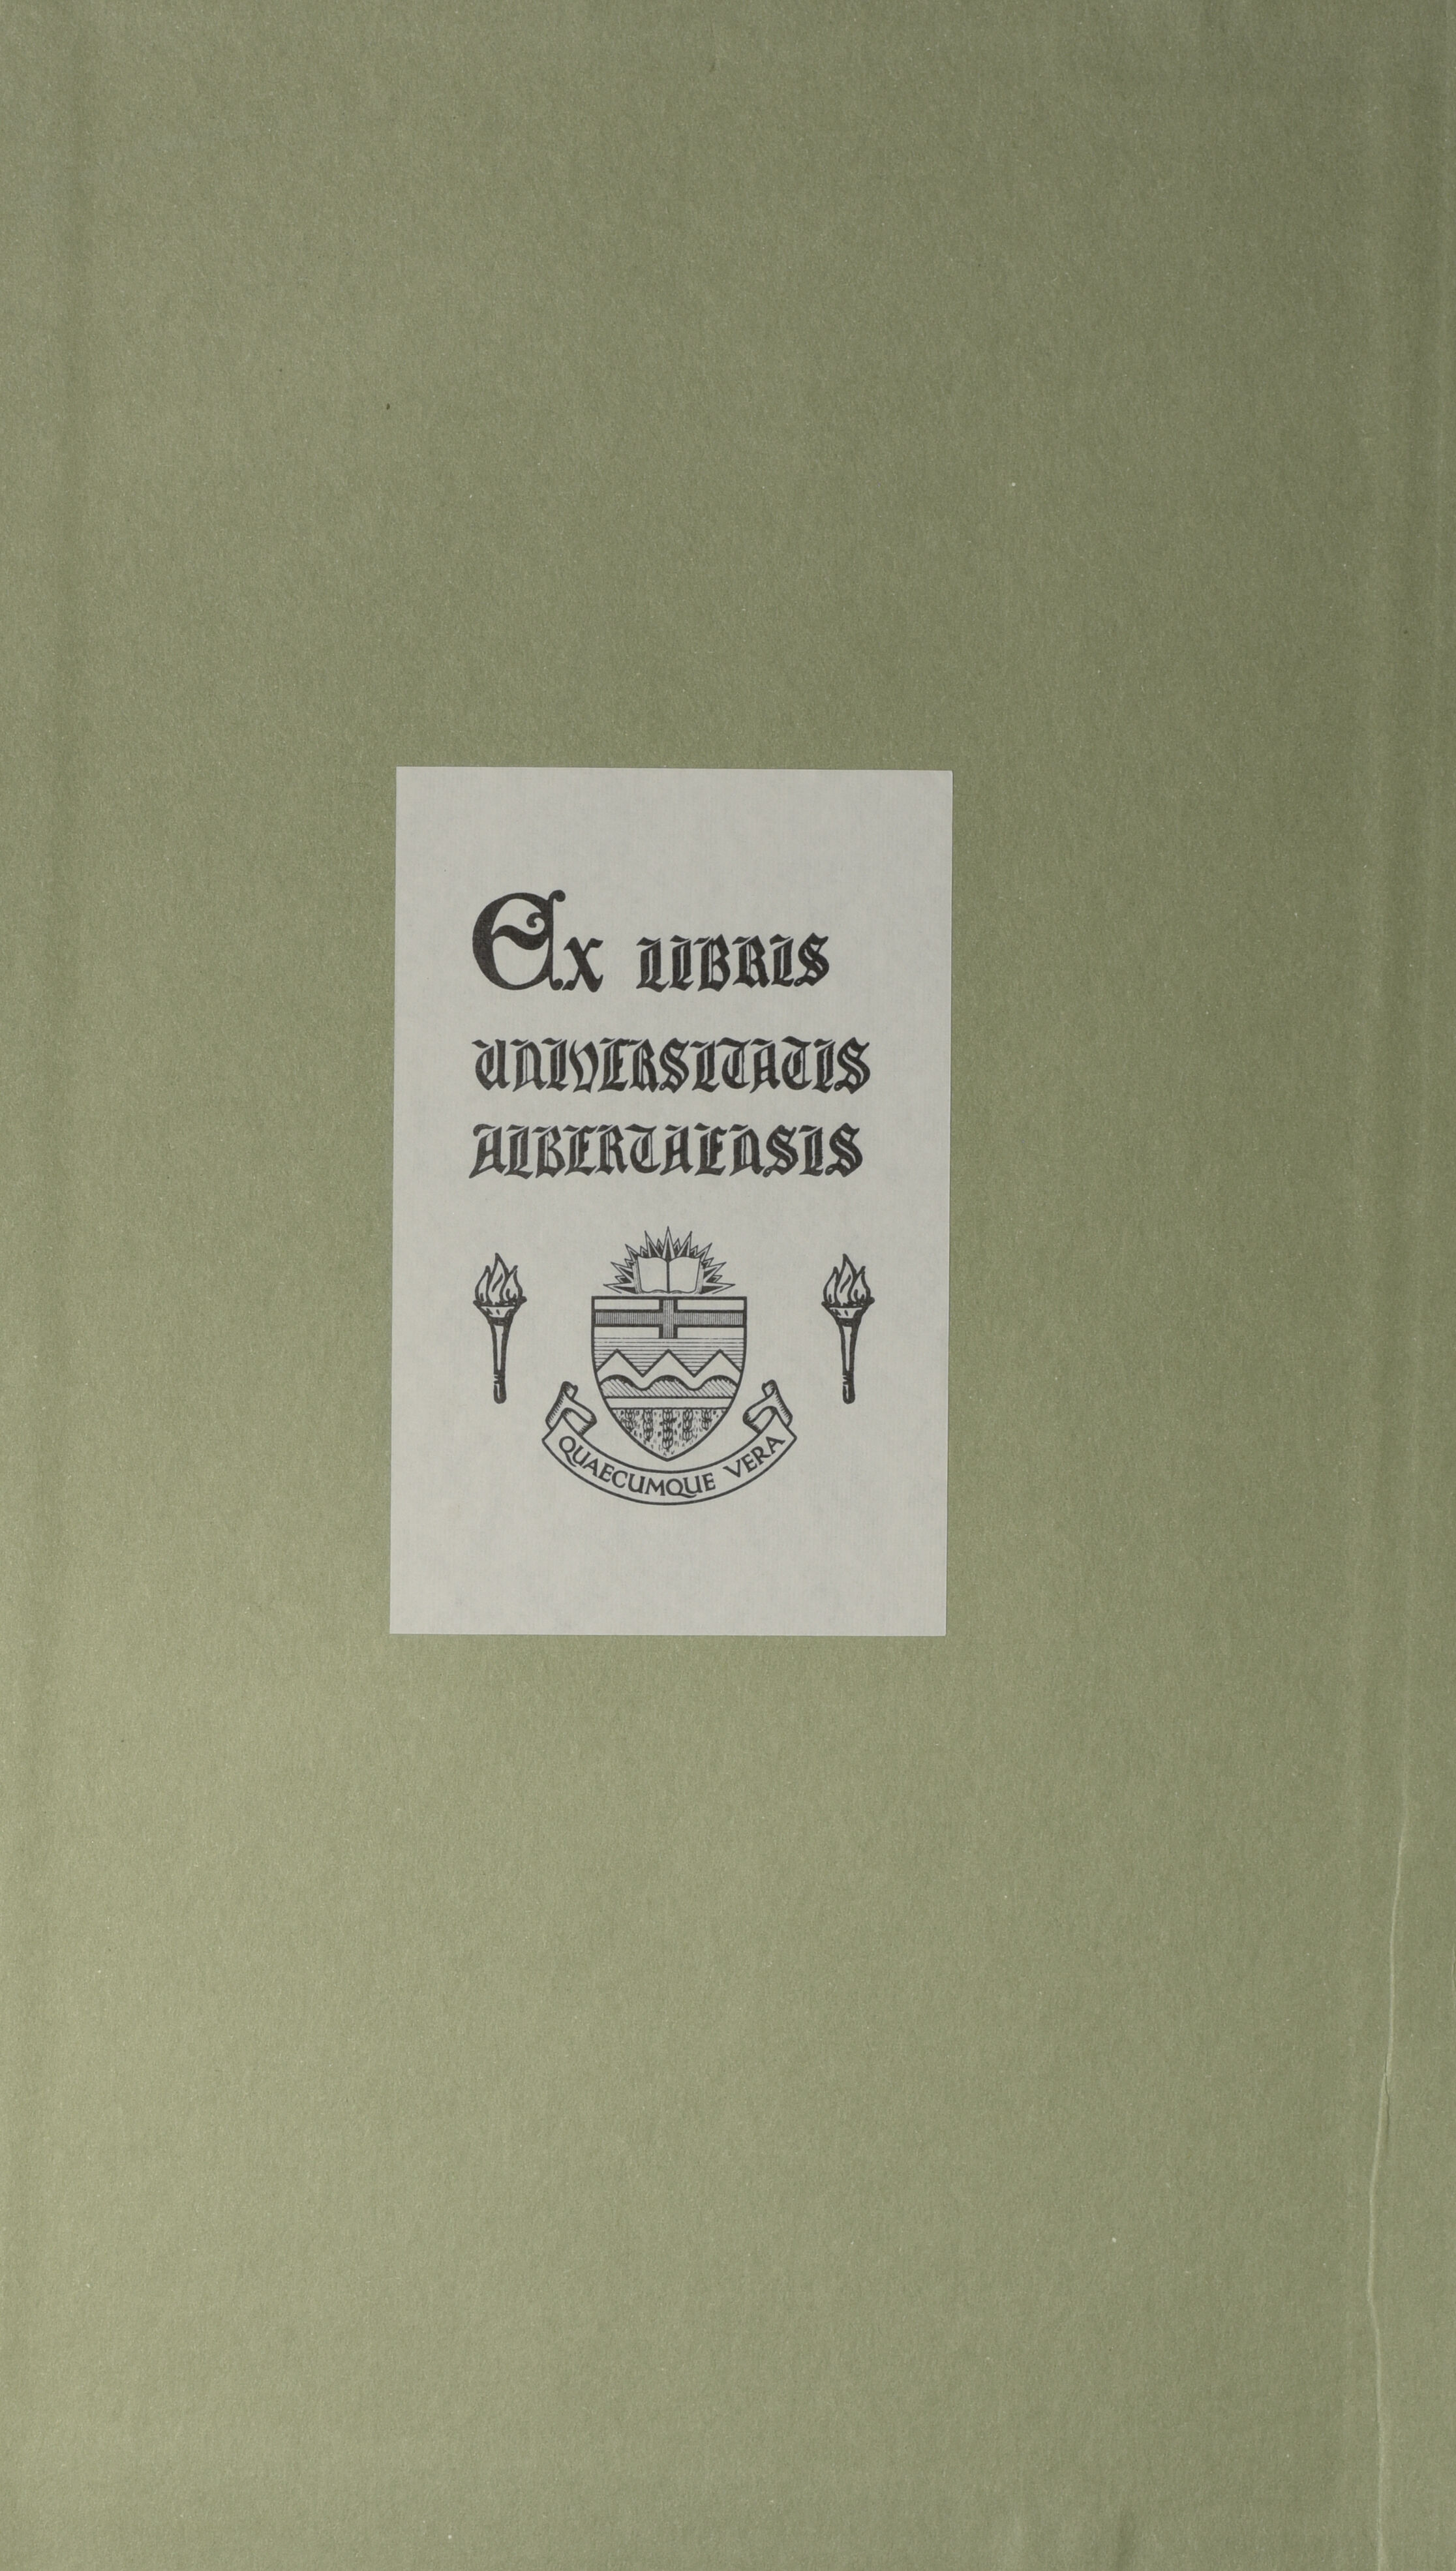 Ex LIBRIS
UNIVERSITATIS
ALBERTAENSIS
QUAECUMQUE VERA